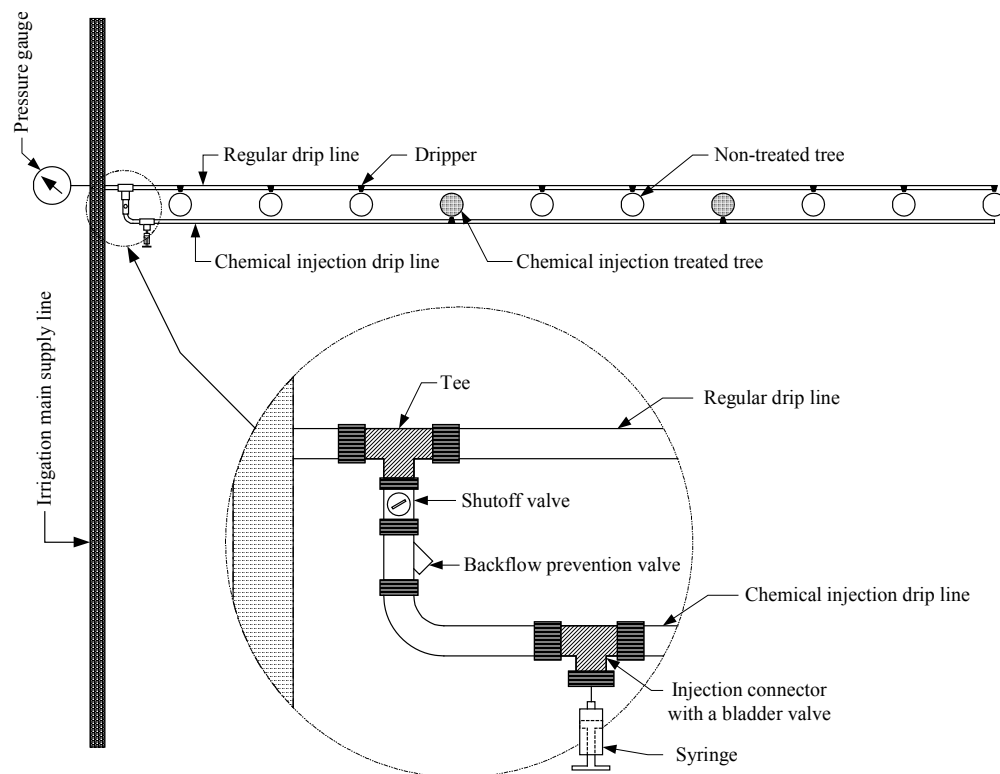 Pressure gauge
Regular drip line
Dripper
Non-treated tree
Chemical injection drip line
Chemical injection treated tree
Irrigation main supply line
Tee
Regular drip line
Shutoff valve
Backflow prevention valve
Chemical injection drip line
Injection connector
with a bladder valve
Syringe